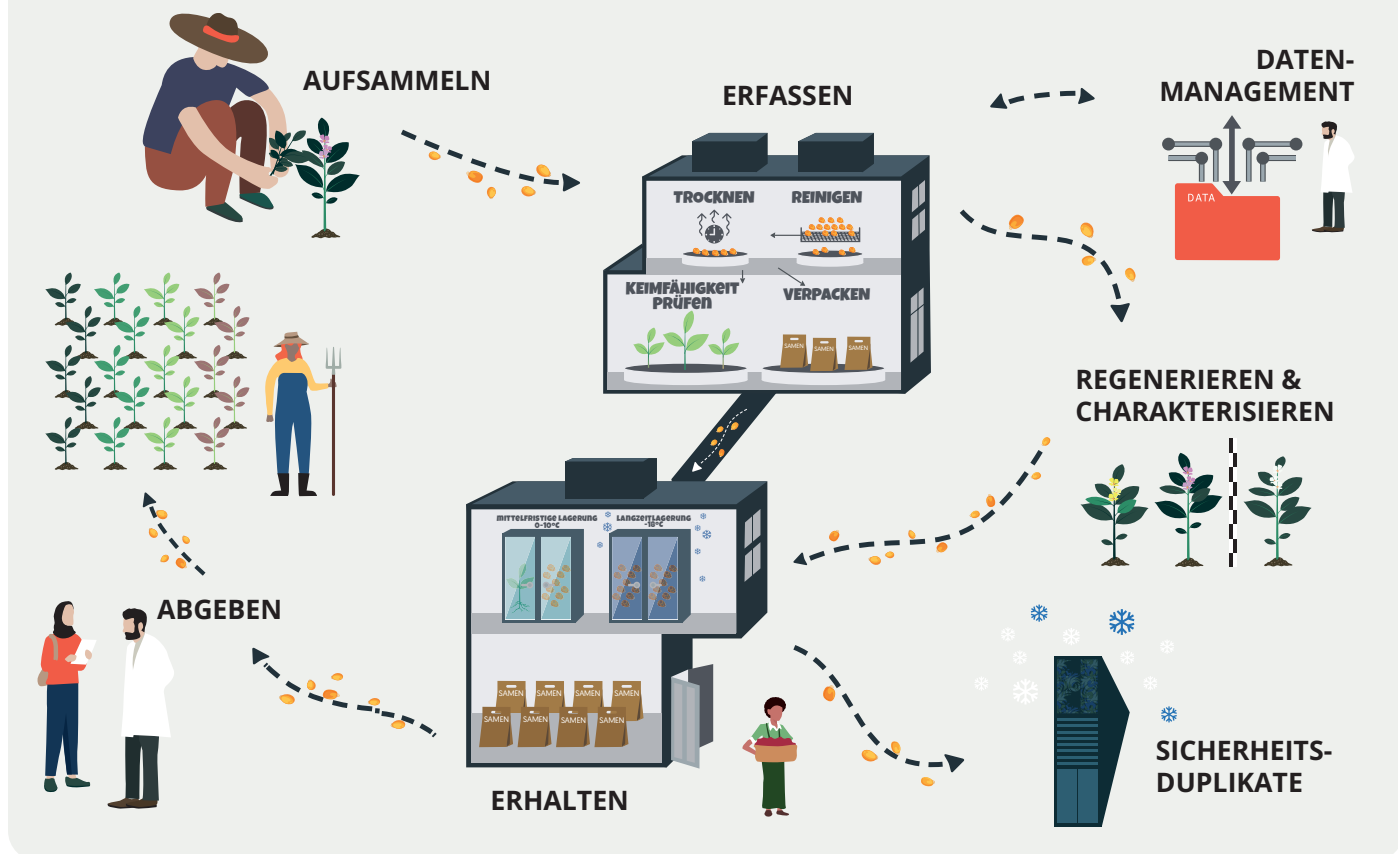 AUFSAMMELN
ERFASSEN
DATEN-
MANAGEMENT
DATA
TROCKNEN
REINIGEN
KEIMFÄHIGKEIT
PRÜFEN
VERPACKEN
SAMEN
SAMEN
SAMEN
REGENERIEREN &
CHARAKTERISIEREN
MITTELFRISTIGE LAGERUNG
0-10°C
LANGZEITLAGERUNG
-18°C
ABGEBEN
SAMEN
SAMEN
SAMEN
SAMEN
SAMEN
SAMEN
SAMEN
SAMEN
SICHERHEITS-
DUPLIKATE
ERHALTEN